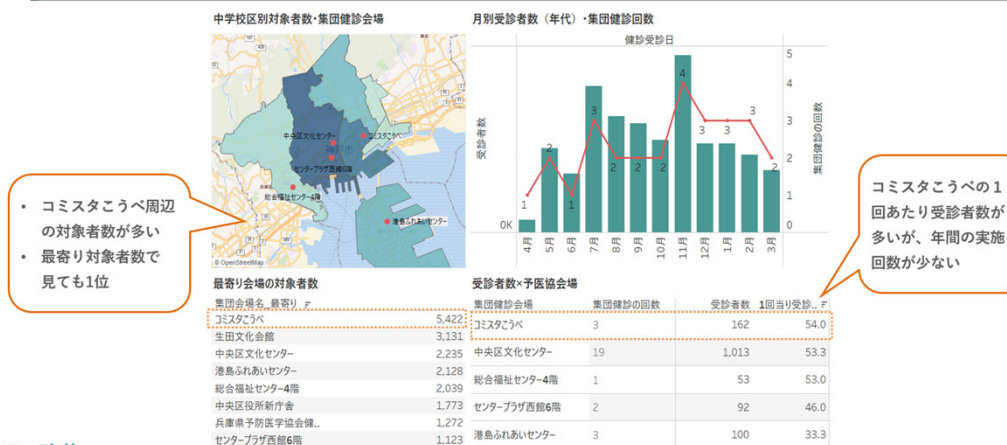 中学校区別対象者数・集団健診会場
月別受診者数（年代）・集団健診回数
中央区文化センター
コミスタこうべ
センタープラザ西館6階
総合福祉センター4階
港島ふれあいセンター
© OpenStreetMap
健診受診日
受診者数
0K
1
2
1
3
2
2
2
4
3
3
3
2
4月
5月
6月
7月
8月
9月
10月
11月
12月
1月
2月
3月
5
4
3
2
1
0
集団健診の回数
• コミスタこうべ周辺
の対象者数が多い
• 最寄り対象者数で
見ても1位
コミスタこうべの１
回あたり受診者数が
多いが、年間の実施
回数が少ない
最寄り会場の対象者数
集団会場名_最寄り
コミスタこうべ 5,422
生田文化会館 3,131
中央区文化センター 2,235
港島ふれあいセンター 2,128
総合福祉センター4階 2,039
中央区役所新庁舎 1,773
兵庫県予防医学協会健.. 1,272
センタープラザ西館6階 1,123
受診者数×予医協会場
集団健診会場 集団健診の回数 受診者数 1回当り受診..
コミスタこうべ 3 162 54.0
中央区文化センター 19 1,013 53.3
総合福祉センター4階 1 53 53.0
センタープラザ西館6階 2 92 46.0
港島ふれあいセンター 3 100 33.3